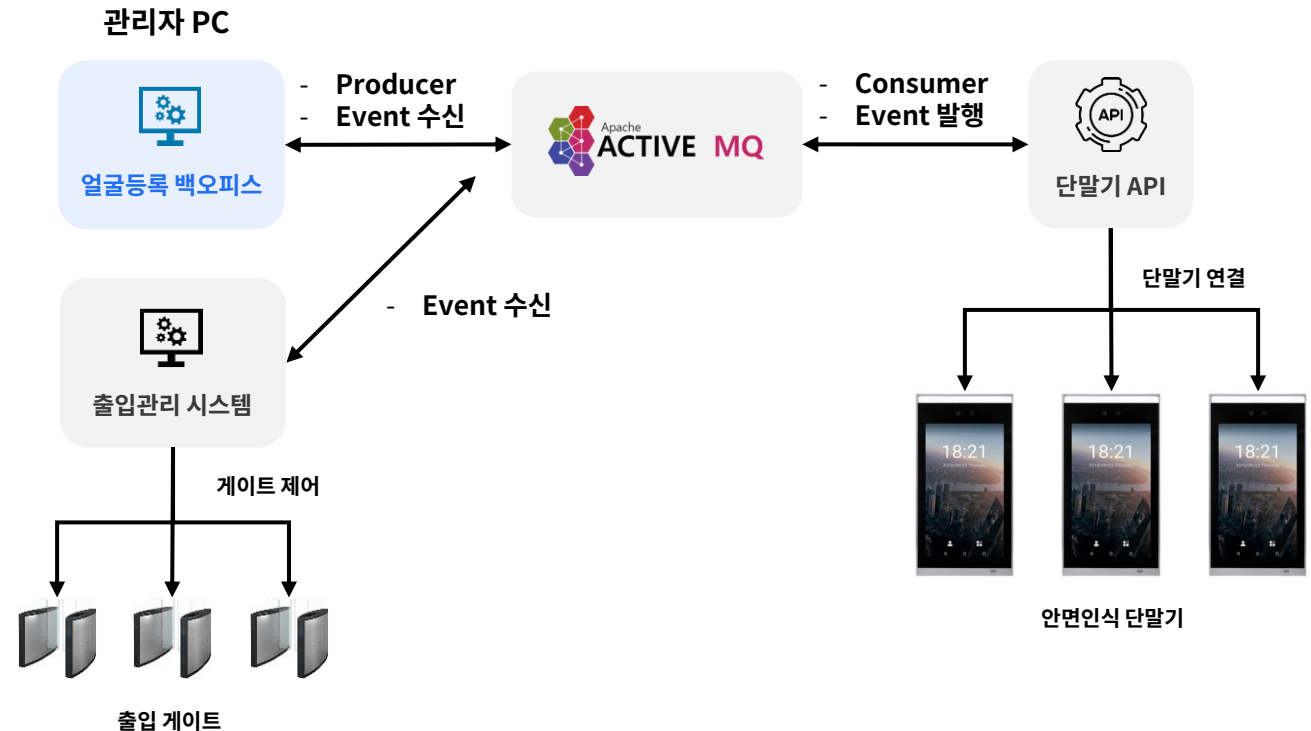 관리자 PC
- Producer
- Event 수신
얼굴등록 백오피스
Apache
ACTIVE MQ
- Consumer
- Event 발행
API
단말기 API
- Event 수신
출입관리 시스템
단말기 연결
게이트 제어
18:21
18:21
18:21
안면인식 단말기
출입 게이트